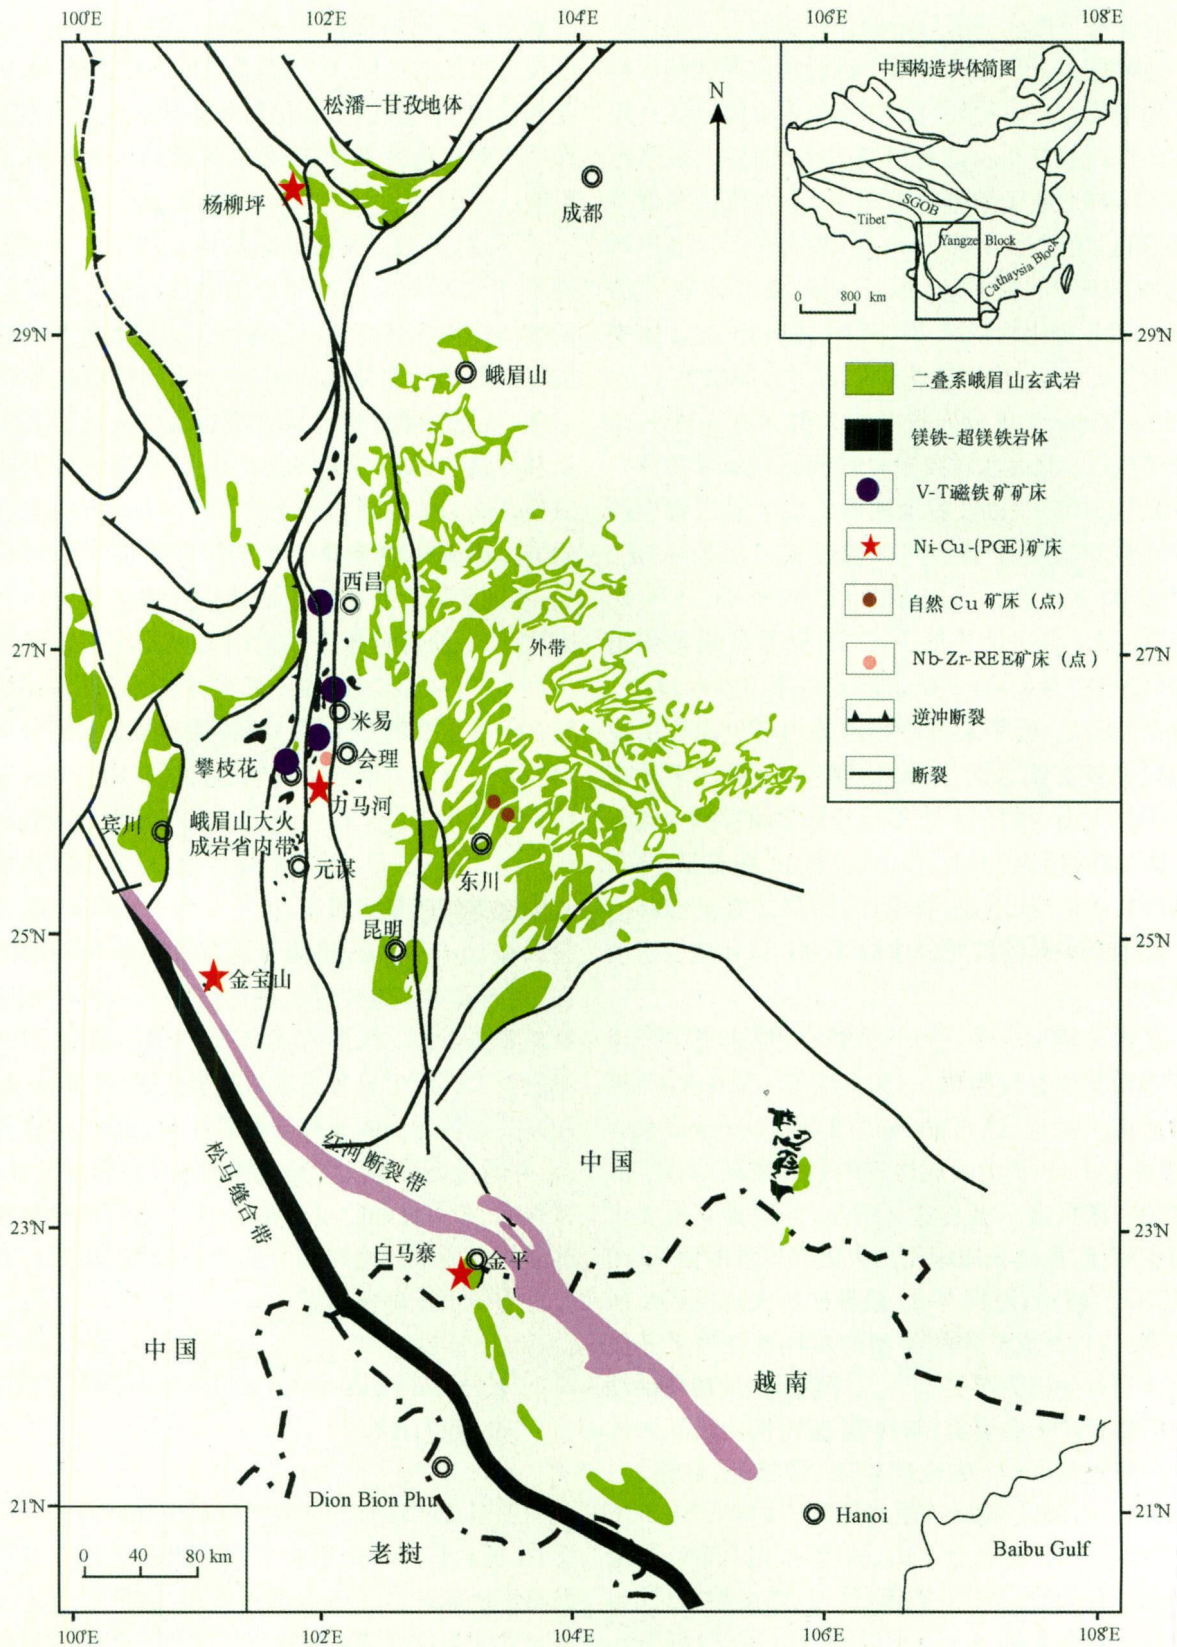 100°E 102°E 104°E 106°E 108°E
中国构造块体简图
SGOB
Tibet
Yangze Block
Cathaysia Block
0 800 km
N
松潘—甘孜地体
杨柳坪
成都
29°N
29°N
峨眉山
二叠系峨眉山玄武岩
镁铁-超镁铁岩体
V-T磁铁矿矿床
Ni-Cu-(PGE)矿床
自然Cu矿床(点)
Nb-Zr-REE矿床(点)
逆冲断裂
断裂
西昌
外带
27°N
27°N
米易
会理
攀枝花
力马河
宾川
峨眉山大火
成岩省内带
元谋
东川
昆明
25°N
25°N
金宝山
红河断裂带
松马缝合带
中国
23°N
23°N
白马寨
金平
中国
越南
Dion Bion Phu
21°N
21°N
Hanoi
老挝
Baibu Gulf
0 40 80 km
100°E 102°E 104°E 106°E 108°E